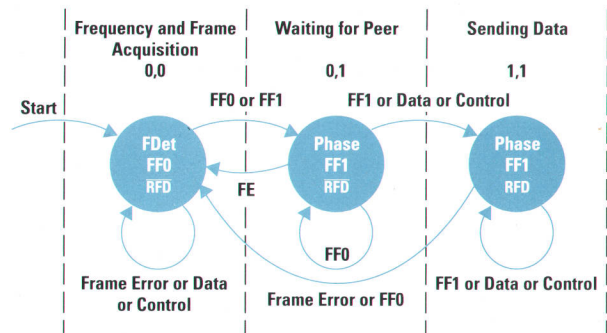 Frequency and Frame
Acquisition
0,0
Waiting for Peer
0,1
Sending Data
1,1
Start
FF0 or FF1
FF1 or Data or Control
FDet
FF0
RFD
Phase
FF1
RFD
Phase
FF1
RFD
FE
FF0
Frame Error or Data
or Control
Frame Error or FF0
FF1 or Data or Control